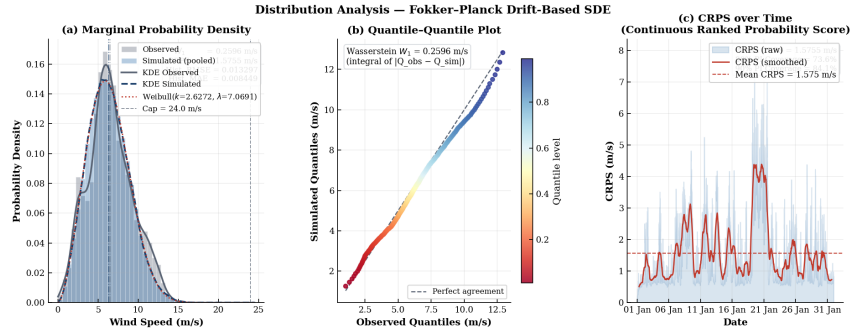 Distribution Analysis — Fokker–Planck Drift-Based SDE
(a) Marginal Probability Density
Observed
Simulated (pooled)
KDE Observed
KDE Simulated
Weibull(k=2.6272, λ=7.0691)
Cap = 24.0 m/s
0.16
0.14
0.12
0.10
0.08
0.06
0.04
0.02
0.00
0
5
10
15
20
25
Probability Density
Wind Speed (m/s)
(b) Quantile–Quantile Plot
Wasserstein W₁ = 0.2596 m/s
(integral of |Q_obs − Q_sim|)
12
10
8
6
4
2
2.5
5.0
7.5
10.0
12.5
Simulated Quantiles (m/s)
Observed Quantiles (m/s)
Perfect agreement
0.8
0.6
0.4
0.2
Quantile level
(c) CRPS over Time
(Continuous Ranked Probability Score)
CRPS (raw)
CRPS (smoothed)
Mean CRPS = 1.575 m/s
8
7
6
5
4
3
2
1
0
01 Jan
06 Jan
11 Jan
16 Jan
21 Jan
26 Jan
31 Jan
CRPS (m/s)
Date